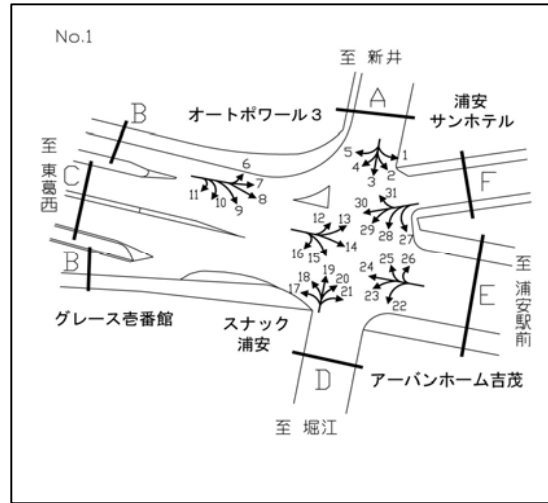 No.1
至 新井
A
浦安
サンホテル
オートポワール3
B
至 東葛西
C
B
F
E
至 浦安駅前
D
5 4 3 2 1
6 7 8 9 10 11
12 13 14 15 16
17 18 19 20 21
22 23 24 25 26
27 28 29 30 31
グレース壱番館
スナック
浦安
アーバンホーム吉茂
至 堀江